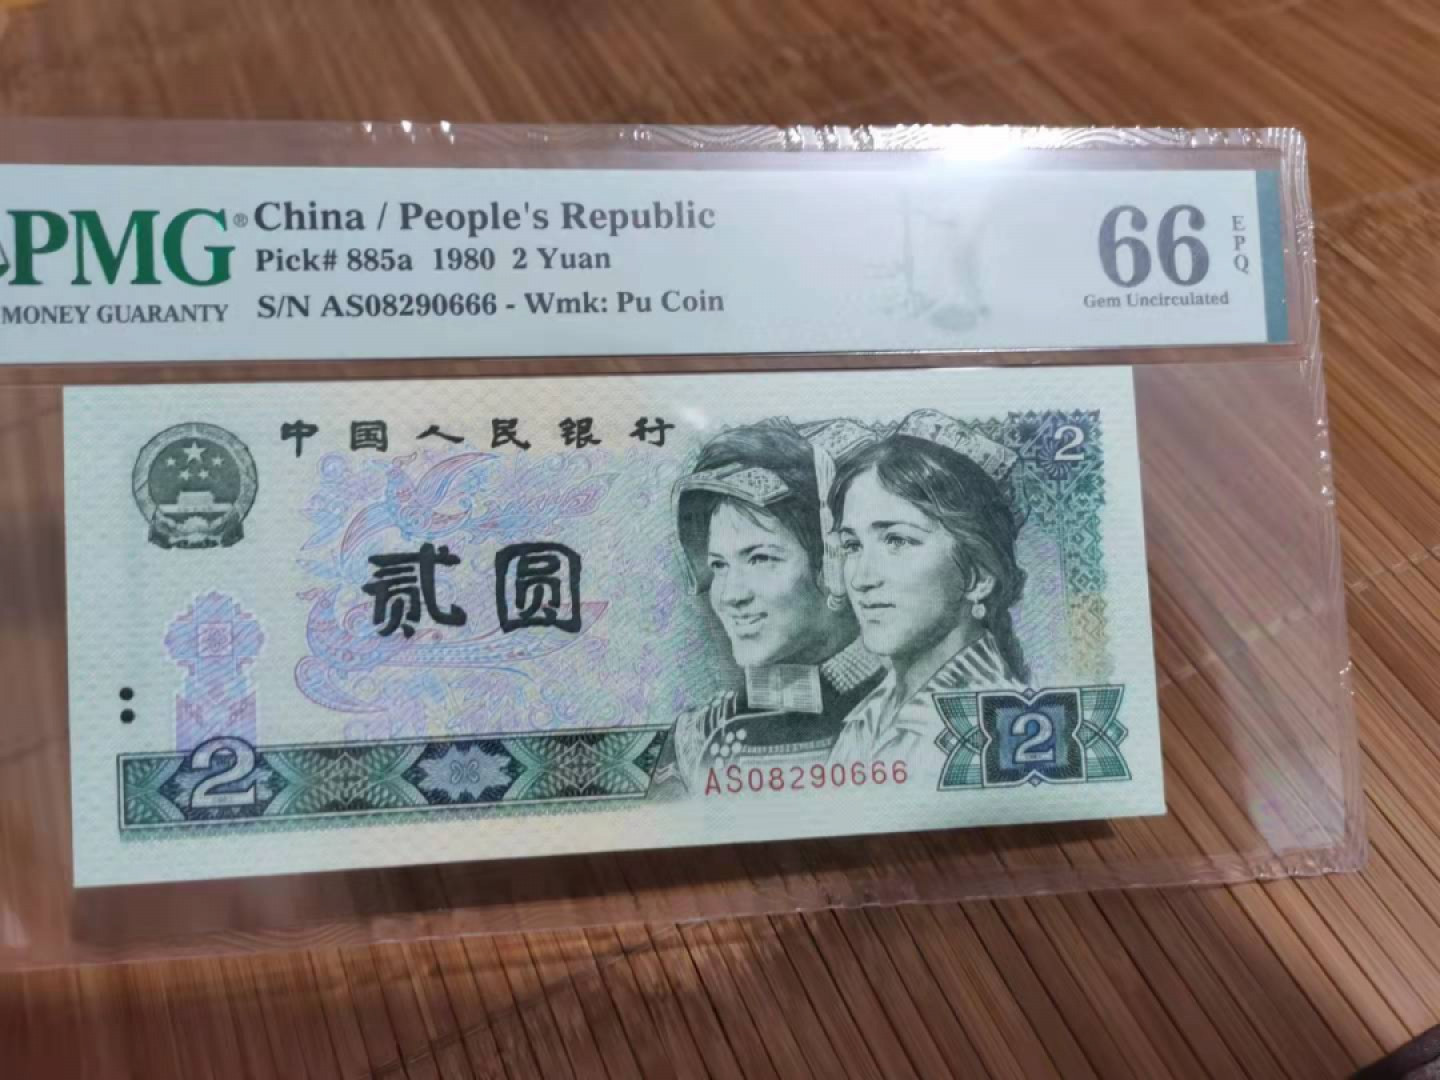 PMG®
MONEY GUARANTY
China / People's Republic
Pick# 885a 1980 2 Yuan
S/N AS08290666 - Wmk: Pu Coin
66
EPQ
Gem Uncirculated
中国人民银行
2
贰圆
2
2
AS08290666